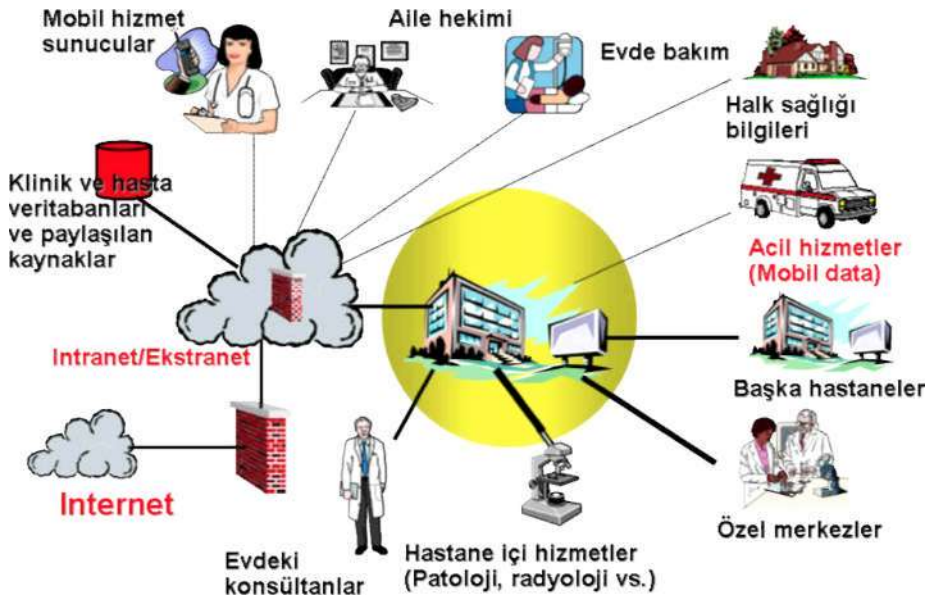 Mobil hizmet
sunucular
Aile hekimi
Evde bakım
Halk sağlığı
bilgileri
Klinik ve hasta
veritabanları
ve paylaşılan
kaynaklar
Acil hizmetler
(Mobil data)
Intranet/Ekstranet
Başka hastaneler
Internet
Özel merkezler
Evdeki
konsültanlar
Hastane içi hizmetler
(Patoloji, radyoloji vs.)